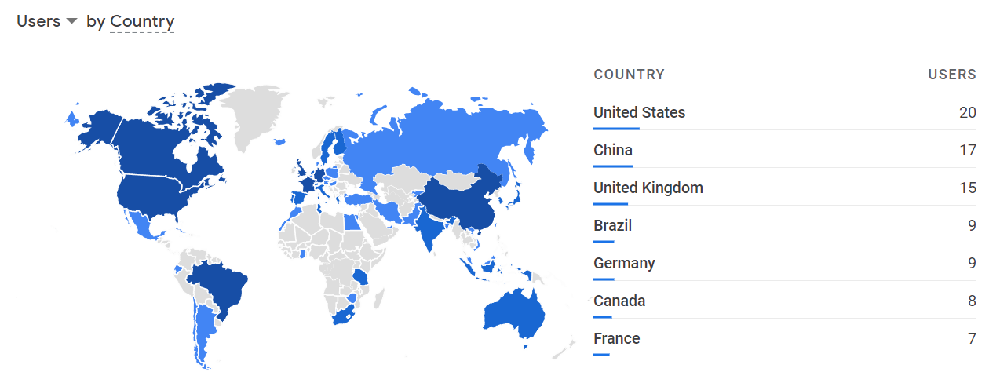 Users by Country
COUNTRY USERS
United States 20
China 17
United Kingdom 15
Brazil 9
Germany 9
Canada 8
France 7